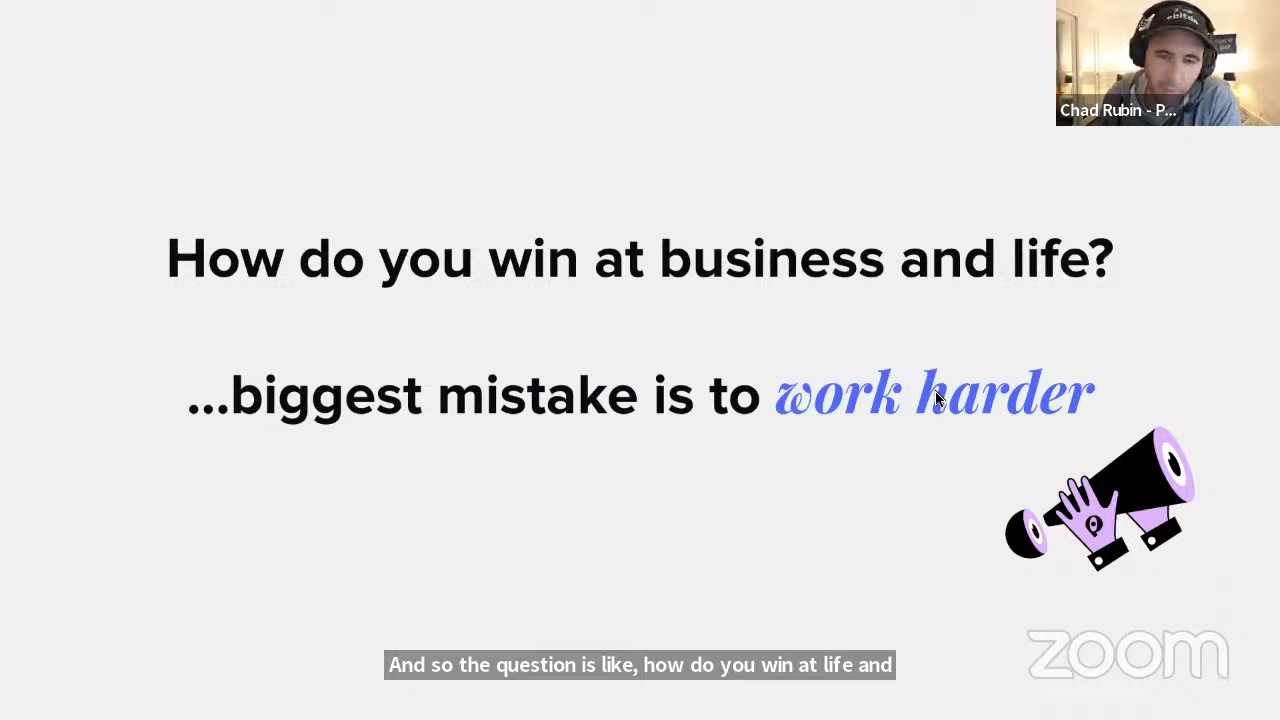 ebitda
Chad Rubin - P...
How do you win at business and life?
...biggest mistake is to work harder
And so the question is like, how do you win at life and
zoom